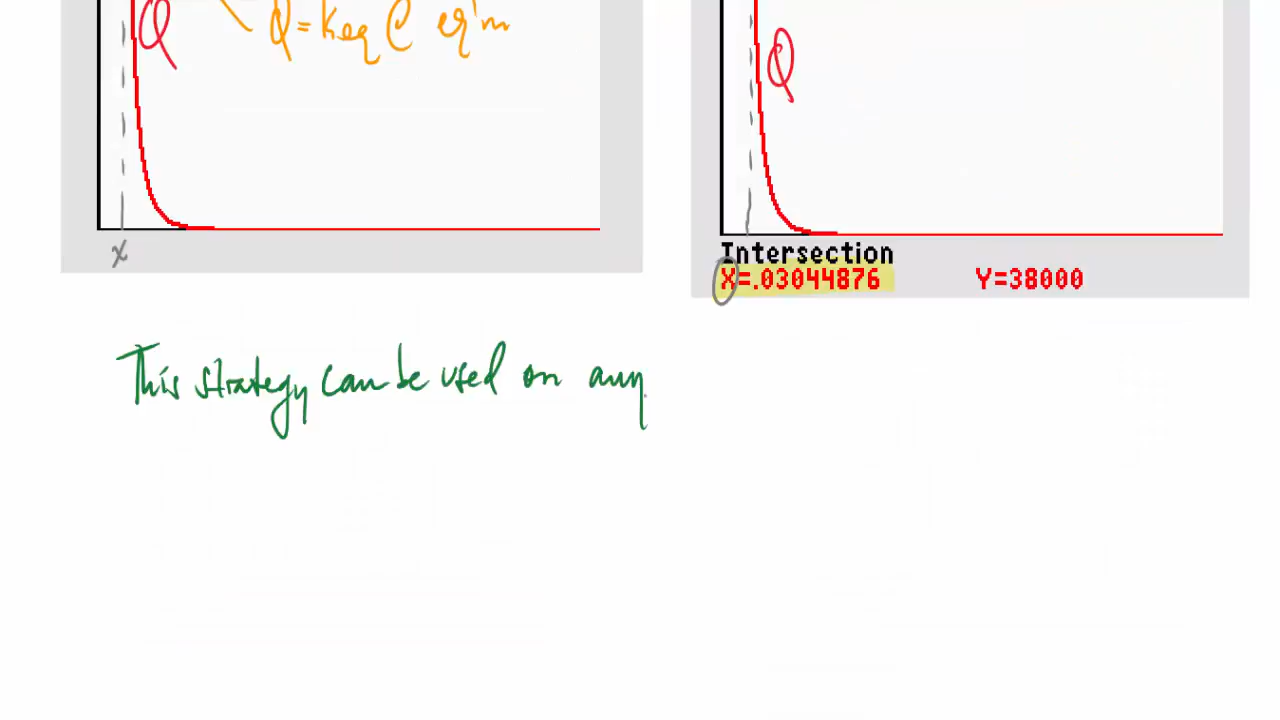 Q
Q = Keq @ eq'm
Q
x
Intersection
X=.03044876 Y=38000
This strategy can be used on any